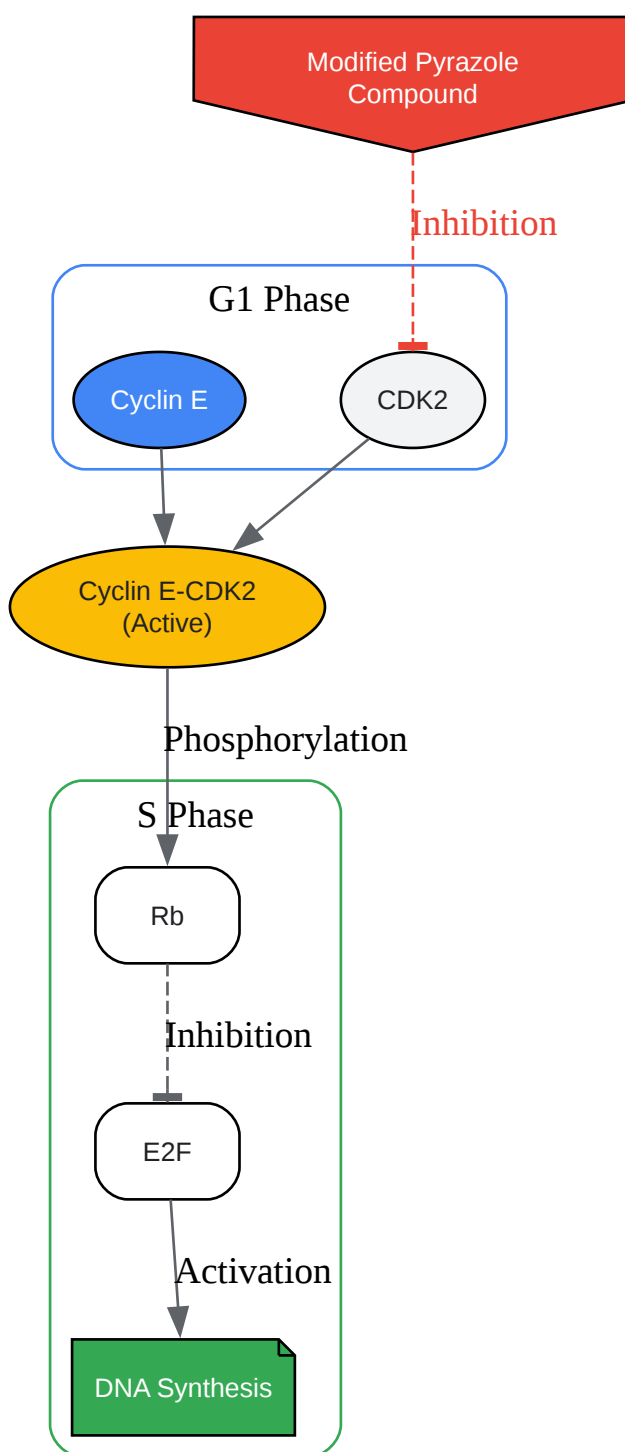 Modified Pyrazole
Compound
Inhibition
G1 Phase
Cyclin E
CDK2
Cyclin E-CDK2
(Active)
Phosphorylation
S Phase
Rb
Inhibition
E2F
Activation
DNA Synthesis